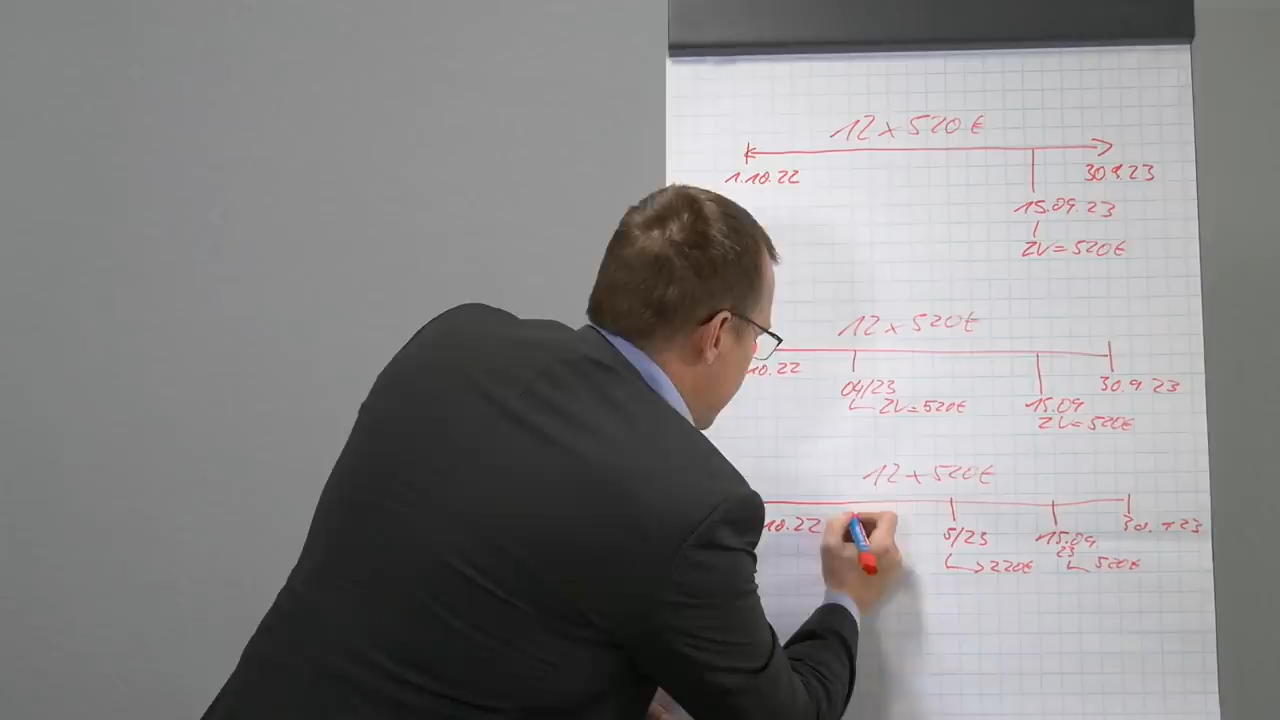 12 x 520 €
1.10.22 30.9.23
15.09.23
ZV = 520 €
12 x 520 €
10.22 04/23 15.09 30.9.23
ZV = 520 € ZV = 520 €
12 x 520 €
10.22 5/23 15.09. 23
23
220 € 520 €